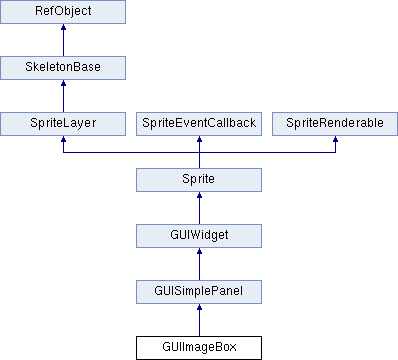 RefObject
SkeletonBase
SpriteLayer
SpriteEventCallback
SpriteRenderable
Sprite
GUIWidget
GUISimplePanel
GUIImageBox